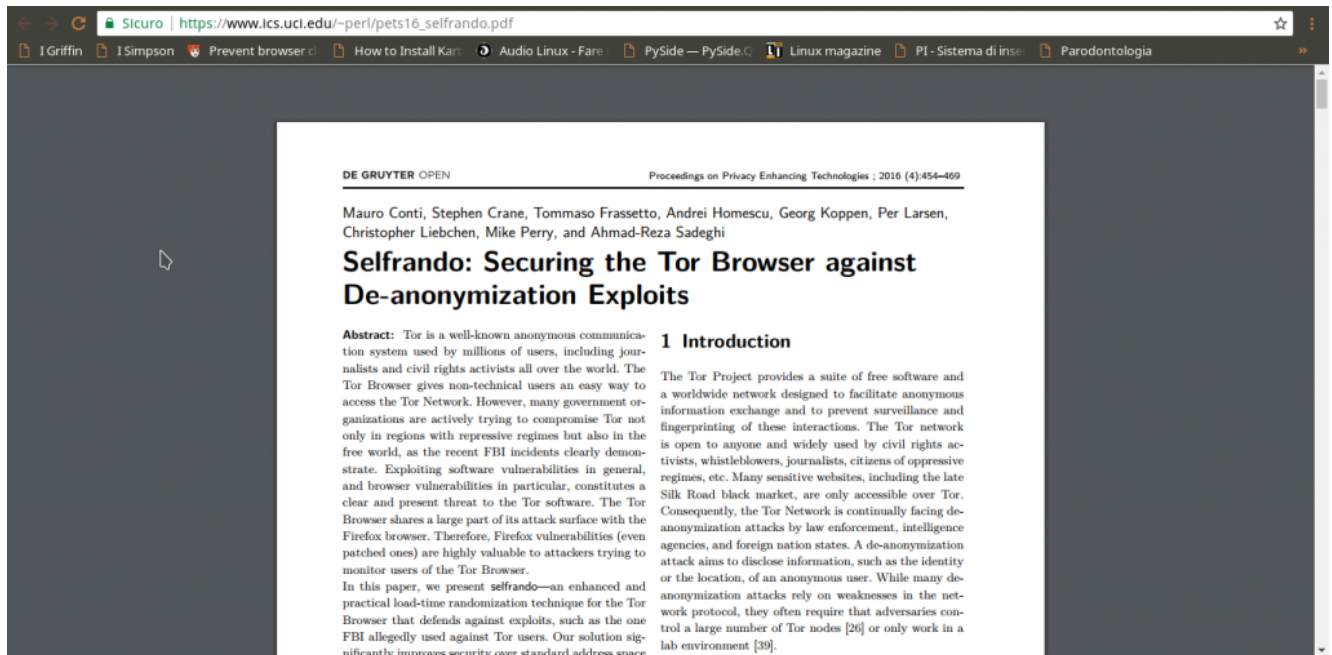 Sicuro | https://www.ics.uci.edu/~perl/pets16_selfrando.pdf
I Griffin I Simpson Prevent browser cl How to Install Kart Audio Linux - Fare PySide — PySide.Q Linux magazine PI - Sistema di inse Parodontologia »
DE GRUYTER OPEN
Proceedings on Privacy Enhancing Technologies ; 2016 (4):454–469
Mauro Conti, Stephen Crane, Tommaso Frassetto, Andrei Homescu, Georg Koppen, Per Larsen,
Christopher Liebchen, Mike Perry, and Ahmad-Reza Sadeghi
Selfrando: Securing the Tor Browser against
De-anonymization Exploits
Abstract: Tor is a well-known anonymous communica-
tion system used by millions of users, including jour-
nalists and civil rights activists all over the world. The
Tor Browser gives non-technical users an easy way to
access the Tor Network. However, many government or-
ganizations are actively trying to compromise Tor not
only in regions with repressive regimes but also in the
free world, as the recent FBI incidents clearly demon-
strate. Exploiting software vulnerabilities in general,
and browser vulnerabilities in particular, constitutes a
clear and present threat to the Tor software. The Tor
Browser shares a large part of its attack surface with the
Firefox browser. Therefore, Firefox vulnerabilities (even
patched ones) are highly valuable to attackers trying to
monitor users of the Tor Browser.
In this paper, we present selfrando—an enhanced and
practical load-time randomization technique for the Tor
Browser that defends against exploits, such as the one
FBI allegedly used against Tor users. Our solution sig-
nificantly improves security over standard address space
1 Introduction
The Tor Project provides a suite of free software and
a worldwide network designed to facilitate anonymous
information exchange and to prevent surveillance and
fingerprinting of these interactions. The Tor network
is open to anyone and widely used by civil rights ac-
tivists, whistleblowers, journalists, citizens of oppressive
regimes, etc. Many sensitive websites, including the late
Silk Road black market, are only accessible over Tor.
Consequently, the Tor Network is continually facing de-
anonymization attacks by law enforcement, intelligence
agencies, and foreign nation states. A de-anonymization
attack aims to disclose information, such as the identity
or the location, of an anonymous user. While many de-
anonymization attacks rely on weaknesses in the net-
work protocol, they often require that adversaries con-
trol a large number of Tor nodes [26] or only work in a
lab environment [39].